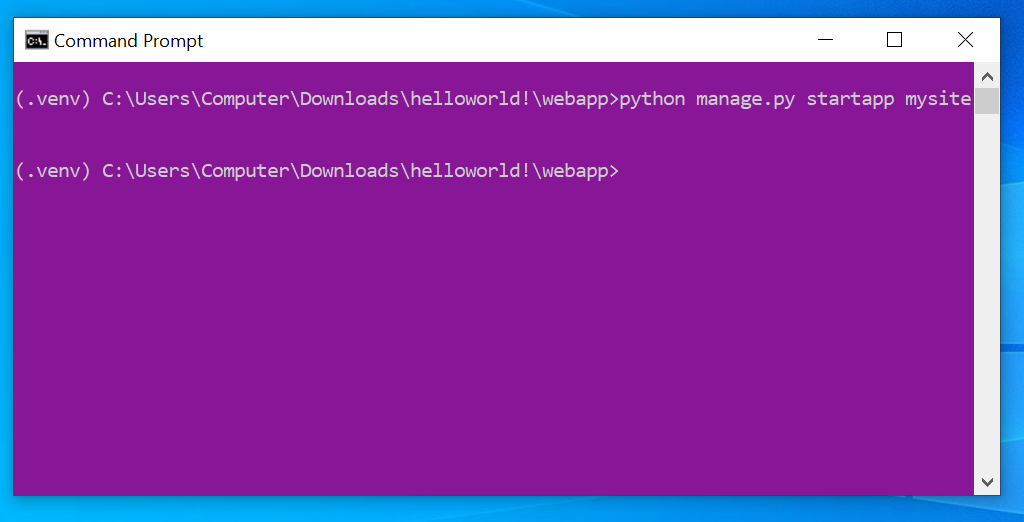 Command Prompt
(.venv) C:\Users\Computer\Downloads\helloworld!\webapp>python manage.py startapp mysite
(.venv) C:\Users\Computer\Downloads\helloworld!\webapp>